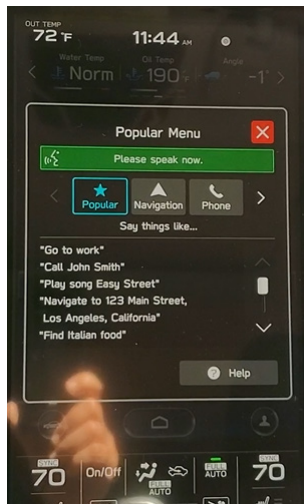 OUT TEMP
72 °F
11:44 AM
Water Temp
Oil Temp
Angle
Norm
190
-1°
Popular Menu
Please speak now.
Popular
Navigation
Phone
Say things like...
"Go to work"
"Call John Smith"
"Play song Easy Street"
"Navigate to 123 Main Street,
Los Angeles, California"
"Find Italian food"
Help
SYNC
70
On/Off
FULL
AUTO
FULL
AUTO
SYNC
70